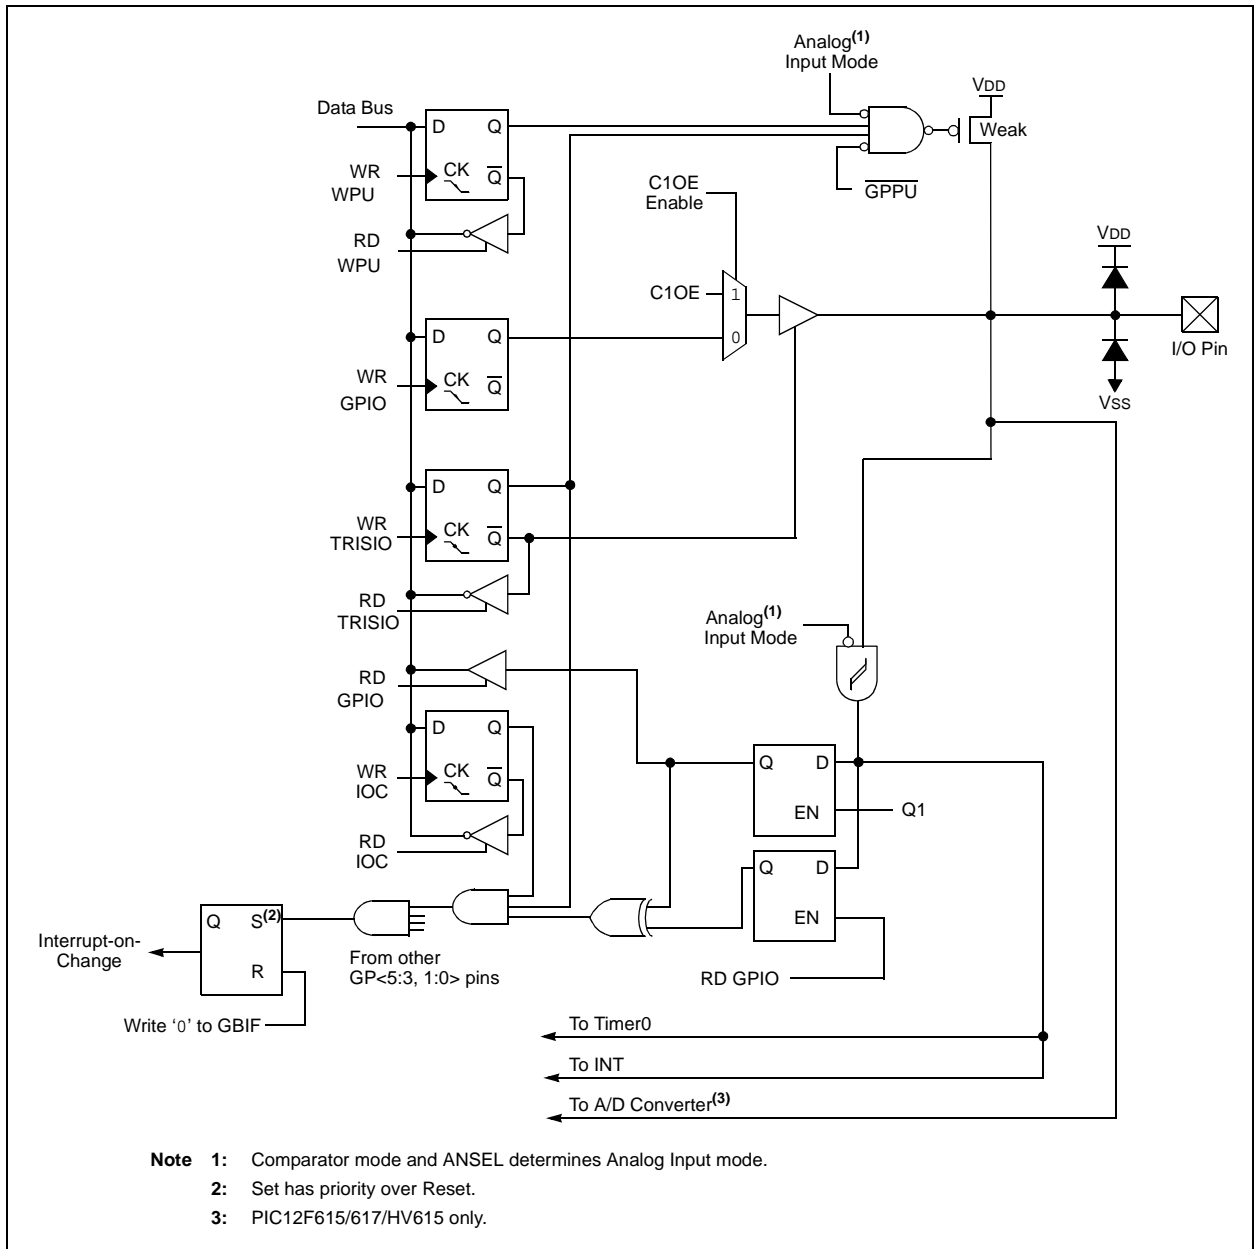 Analog(1)
Input Mode
VDD
Data Bus
D Q
Weak
WR
WPU
CK Q
GPPU
C1OE
Enable
RD
WPU
VDD
C1OE
1
D Q
0
I/O Pin
WR
GPIO
CK Q
VSS
D Q
WR
TRISIO
CK Q
RD
TRISIO
Analog(1)
Input Mode
RD
GPIO
D Q
WR
IOC
CK Q
Q D
EN
Q1
RD
IOC
Q D
EN
Q S(2)
R
Interrupt-on-
Change
From other
GP<5:3, 1:0> pins
RD GPIO
Write ‘0’ to GBIF
To Timer0
To INT
To A/D Converter(3)
Note 1: Comparator mode and ANSEL determines Analog Input mode.
2: Set has priority over Reset.
3: PIC12F615/617/HV615 only.